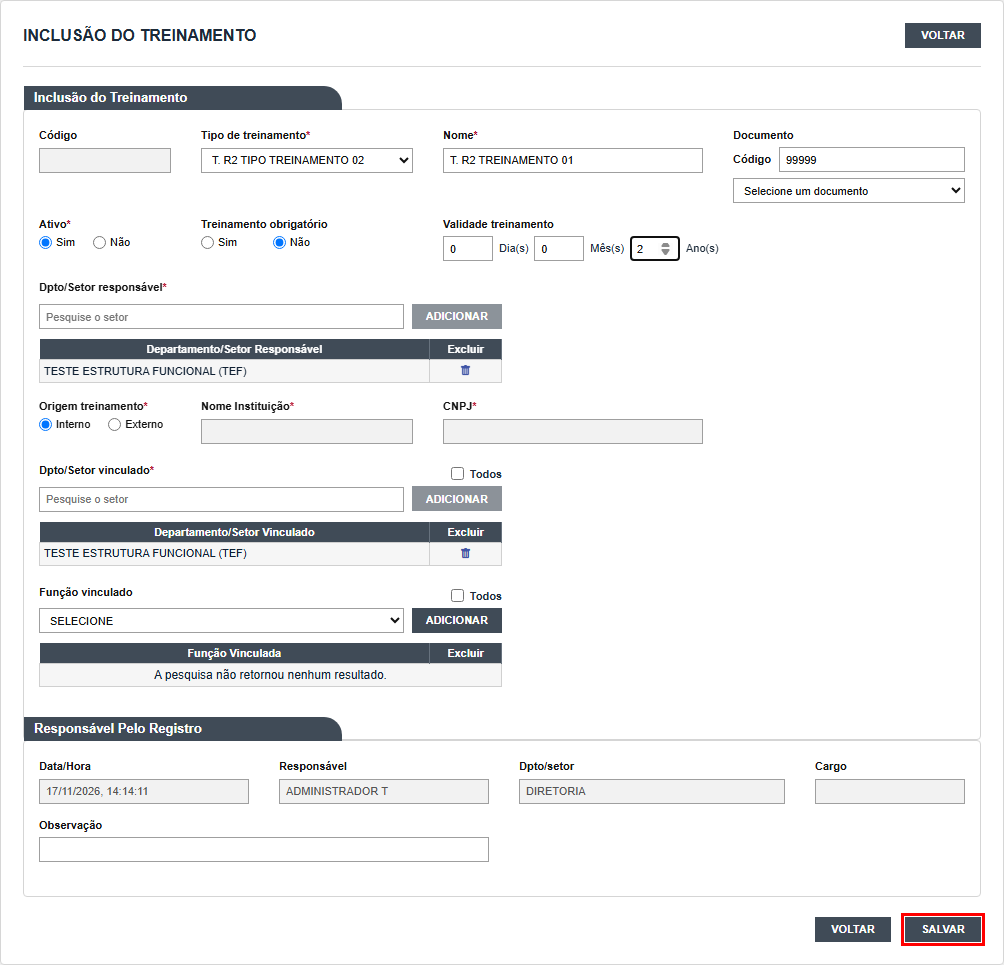 INCLUSÃO DO TREINAMENTO
VOLTAR
Inclusão do Treinamento
Código
Tipo de treinamento*
Nome*
Documento
T. R2 TIPO TREINAMENTO 02
T. R2 TREINAMENTO 01
Código
99999
Selecione um documento
Ativo*
Treinamento obrigatório
Validade treinamento
Sim
Não
Sim
Não
0
Dia(s)
0
Mês(s)
2
Ano(s)
Dpto/Setor responsável*
Pesquise o setor
ADICIONAR
Departamento/Setor Responsável
Excluir
TESTE ESTRUTURA FUNCIONAL (TEF)
Origem treinamento*
Nome Instituição*
CNPJ*
Interno
Externo
Dpto/Setor vinculado*
Todos
Pesquise o setor
ADICIONAR
Departamento/Setor Vinculado
Excluir
TESTE ESTRUTURA FUNCIONAL (TEF)
Função vinculado
Todos
SELECIONE
ADICIONAR
Função Vinculada
Excluir
A pesquisa não retornou nenhum resultado.
Responsável Pelo Registro
Data/Hora
Responsável
Dpto/setor
Cargo
17/11/2026, 14:14:11
ADMINISTRADOR T
DIRETORIA
Observação
VOLTAR
SALVAR